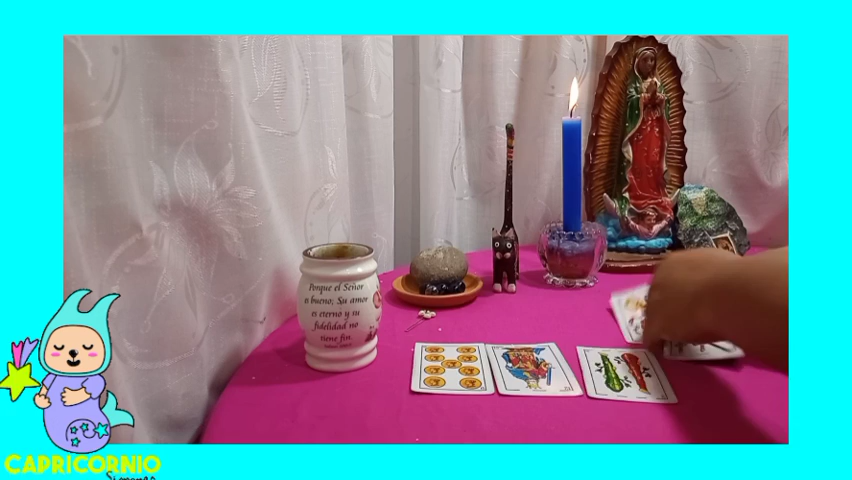 Porque el Señor
es bueno; Su amor
es eterno y su
fidelidad no
tiene fin.
CAPRICORNIO